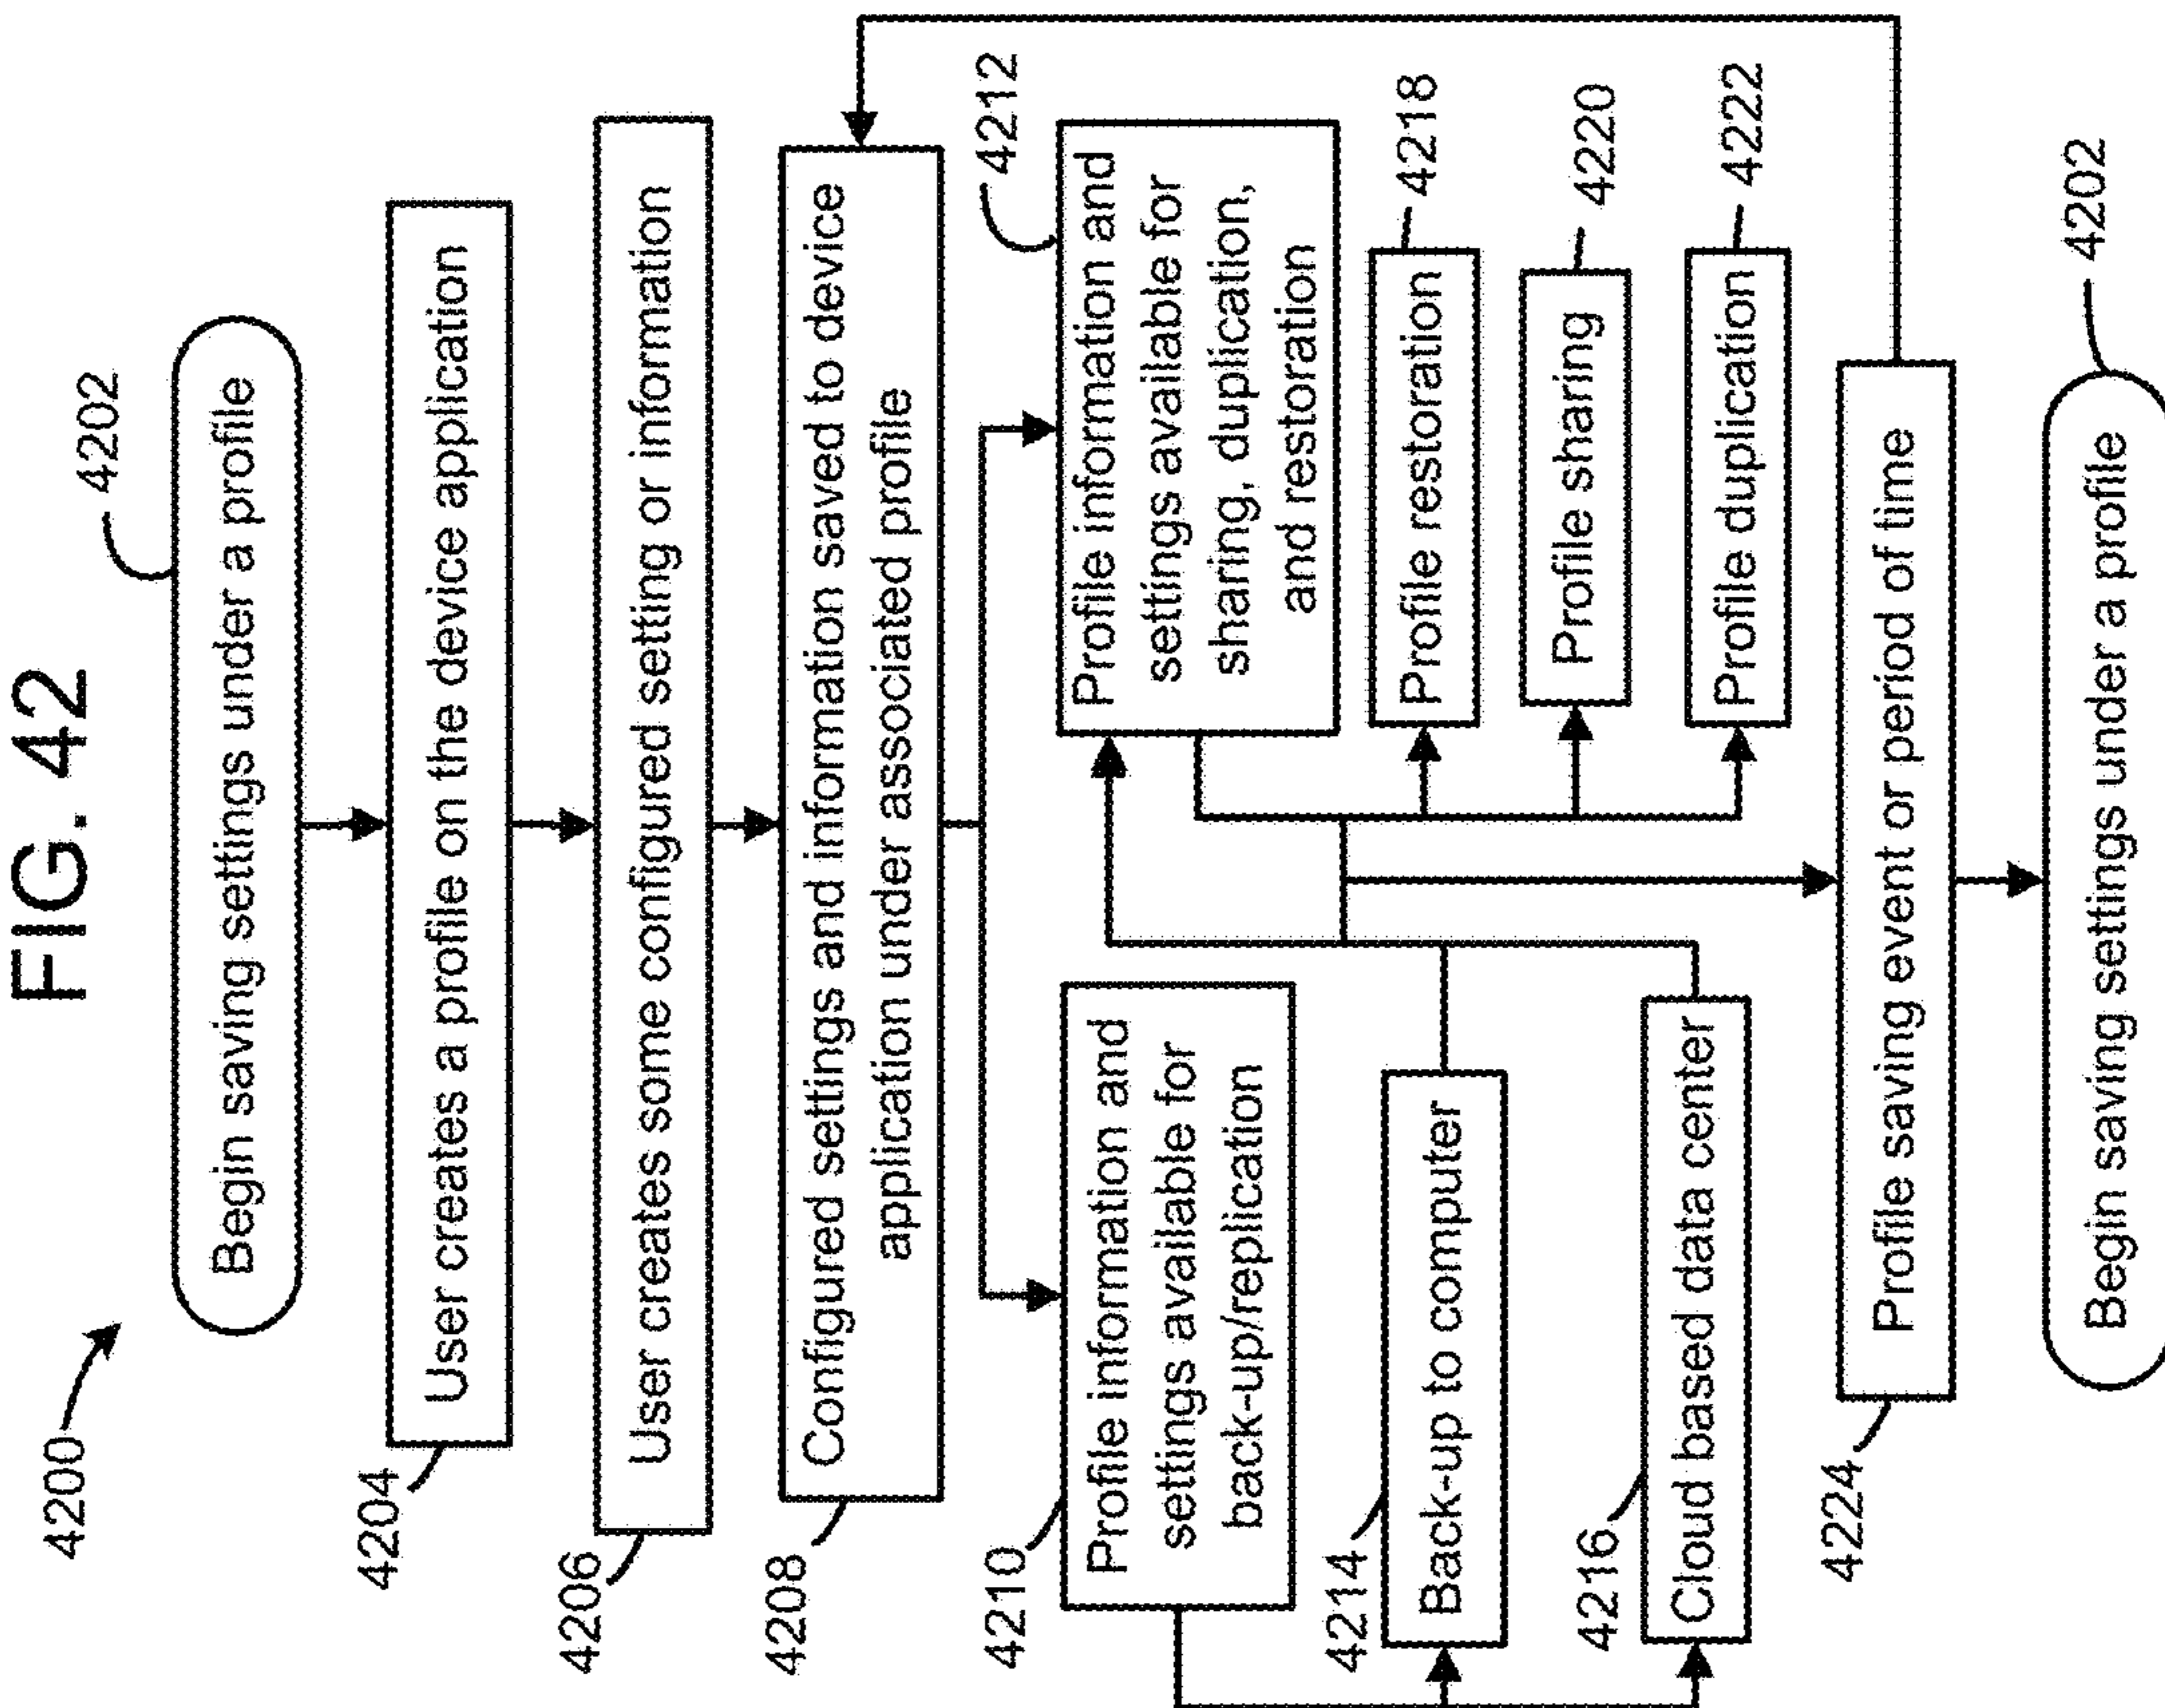 FIG. 42
4200
4202
Begin saving settings under a profile
4204
User creates a profile on the device application
4206
User creates some configured setting or information
4208
Configured settings and information saved to device
application under associated profile
4210
Profile information and
settings available for
back-up/replication
4212
Profile information and
settings available for
sharing, duplication,
and restoration
4214
Back-up to computer
4218
Profile restoration
4220
Profile sharing
4216
Cloud based data center
4222
Profile duplication
4224
Profile saving event or period of time
4202
Begin saving settings under a profile